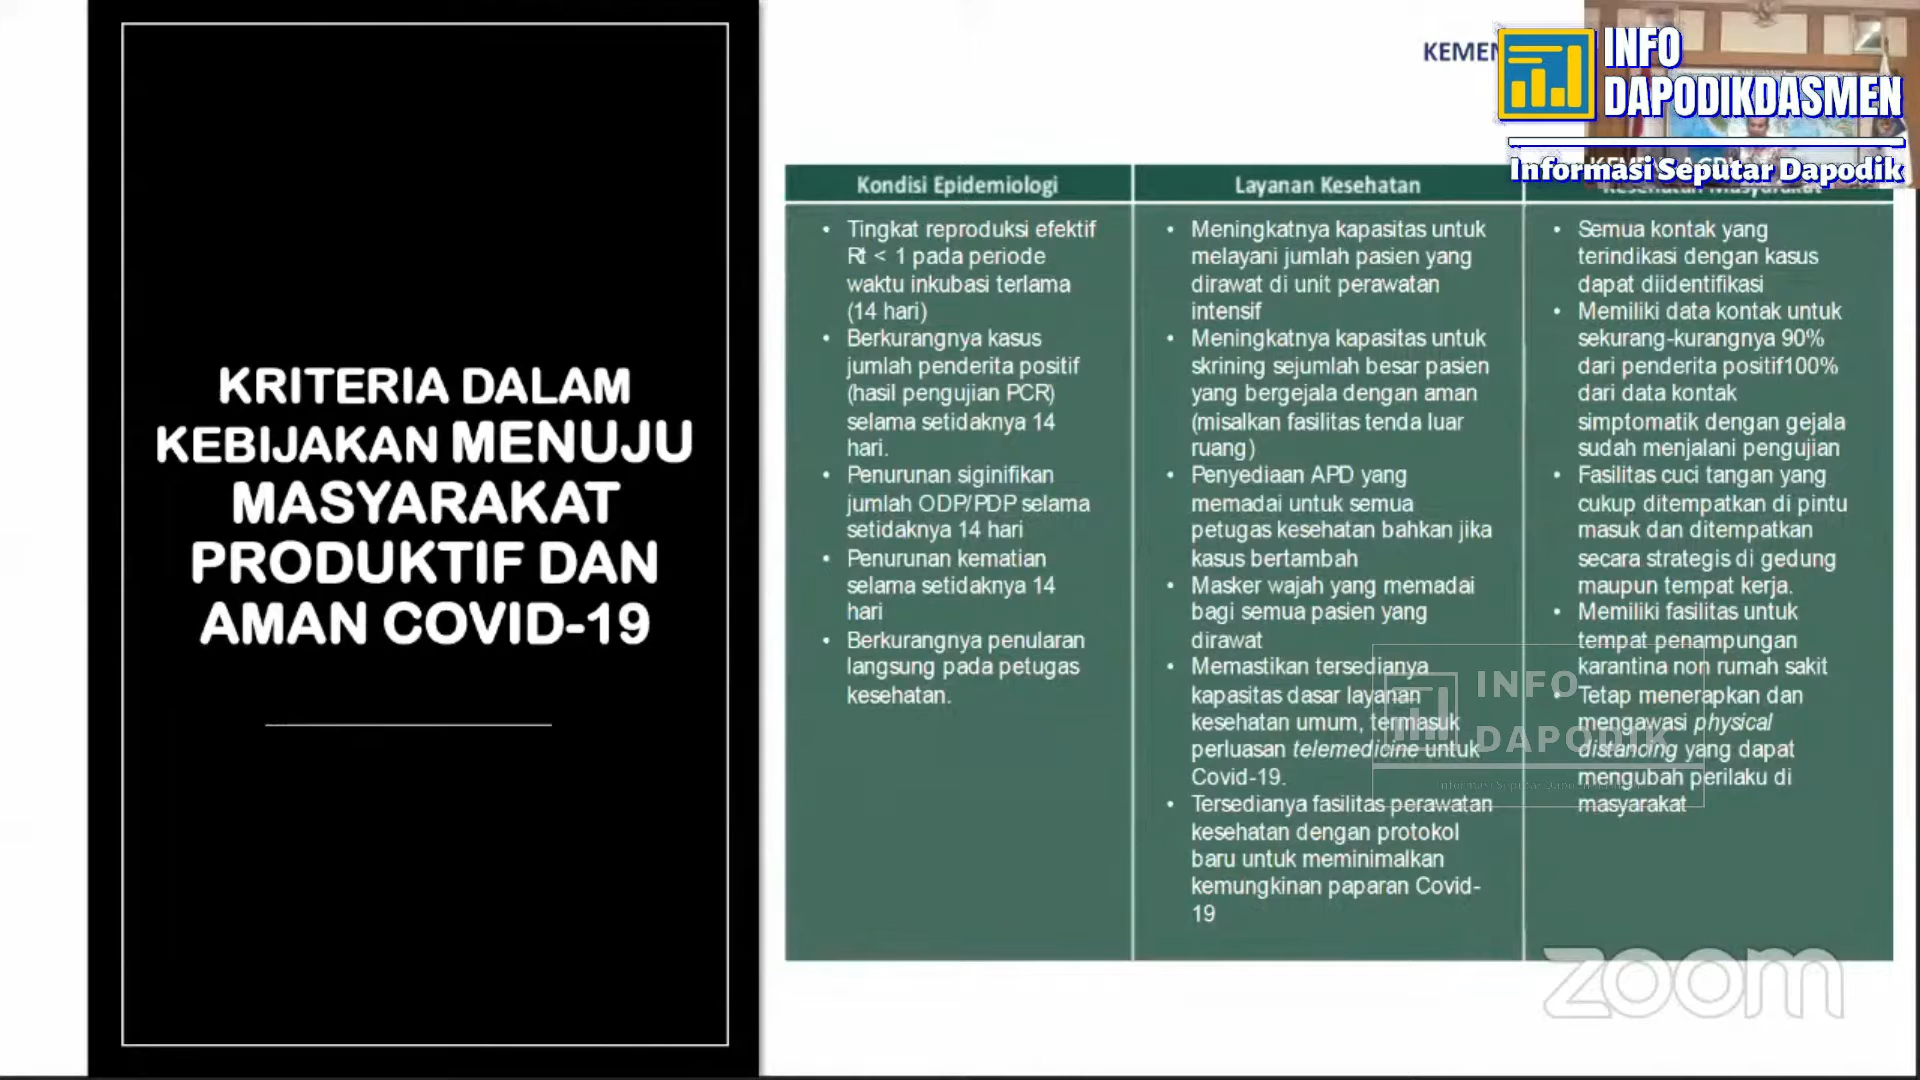 KRITERIA DALAM
KEBIJAKAN MENUJU
MASYARAKAT
PRODUKTIF DAN
AMAN COVID-19
INFO
DAPODIKDASMEN
Informasi Seputar Dapodik
Kondisi Epidemiologi
• Tingkat reproduksi efektif
Rt < 1 pada periode
waktu inkubasi terlama
(14 hari)
• Berkurangnya kasus
jumlah penderita positif
(hasil pengujian PCR)
selama setidaknya 14
hari.
• Penurunan siginifikan
jumlah ODP/PDP selama
setidaknya 14 hari
• Penurunan kematian
selama setidaknya 14
hari
• Berkurangnya penularan
langsung pada petugas
kesehatan.
Layanan Kesehatan
• Meningkatnya kapasitas untuk
melayani jumlah pasien yang
dirawat di unit perawatan
intensif
• Meningkatnya kapasitas untuk
skrining sejumlah besar pasien
yang bergejala dengan aman
(misalkan fasilitas tenda luar
ruang)
• Penyediaan APD yang
memadai untuk semua
petugas kesehatan bahkan jika
kasus bertambah
• Masker wajah yang memadai
bagi semua pasien yang
dirawat
• Memastikan tersedianya
kapasitas dasar layanan
kesehatan umum, termasuk
perluasan telemedicine untuk
Covid-19.
• Tersedianya fasilitas perawatan
kesehatan dengan protokol
baru untuk meminimalkan
kemungkinan paparan Covid-
19
• Semua kontak yang
terindikasi dengan kasus
dapat diidentifikasi
• Memiliki data kontak untuk
sekurang-kurangnya 90%
dari penderita positif100%
dari data kontak
simptomatik dengan gejala
sudah menjalani pengujian
• Fasilitas cuci tangan yang
cukup ditempatkan di pintu
masuk dan ditempatkan
secara strategis di gedung
maupun tempat kerja.
• Memiliki fasilitas untuk
tempat penampungan
karantina non rumah sakit
• Tetap menerapkan dan
mengawasi physical
distancing yang dapat
mengubah perilaku di
masyarakat
INFO
DAPODIK
zoom